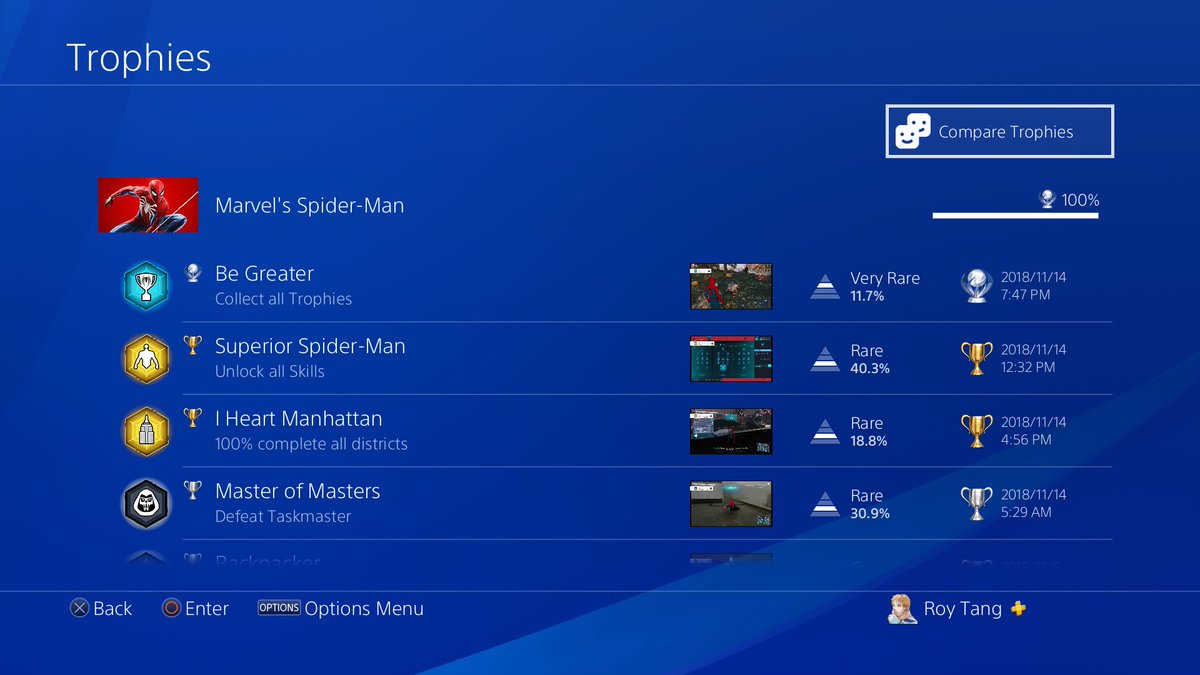 Trophies
Compare Trophies
Marvel's Spider-Man
100%
Be Greater
Collect all Trophies
Very Rare
11.7%
2018/11/14
7:47 PM
Superior Spider-Man
Unlock all Skills
Rare
40.3%
2018/11/14
12:32 PM
I Heart Manhattan
100% complete all districts
Rare
18.8%
2018/11/14
4:56 PM
Master of Masters
Defeat Taskmaster
Rare
30.9%
2018/11/14
5:29 AM
Backpacker
Back
Enter
OPTIONS Options Menu
Roy Tang